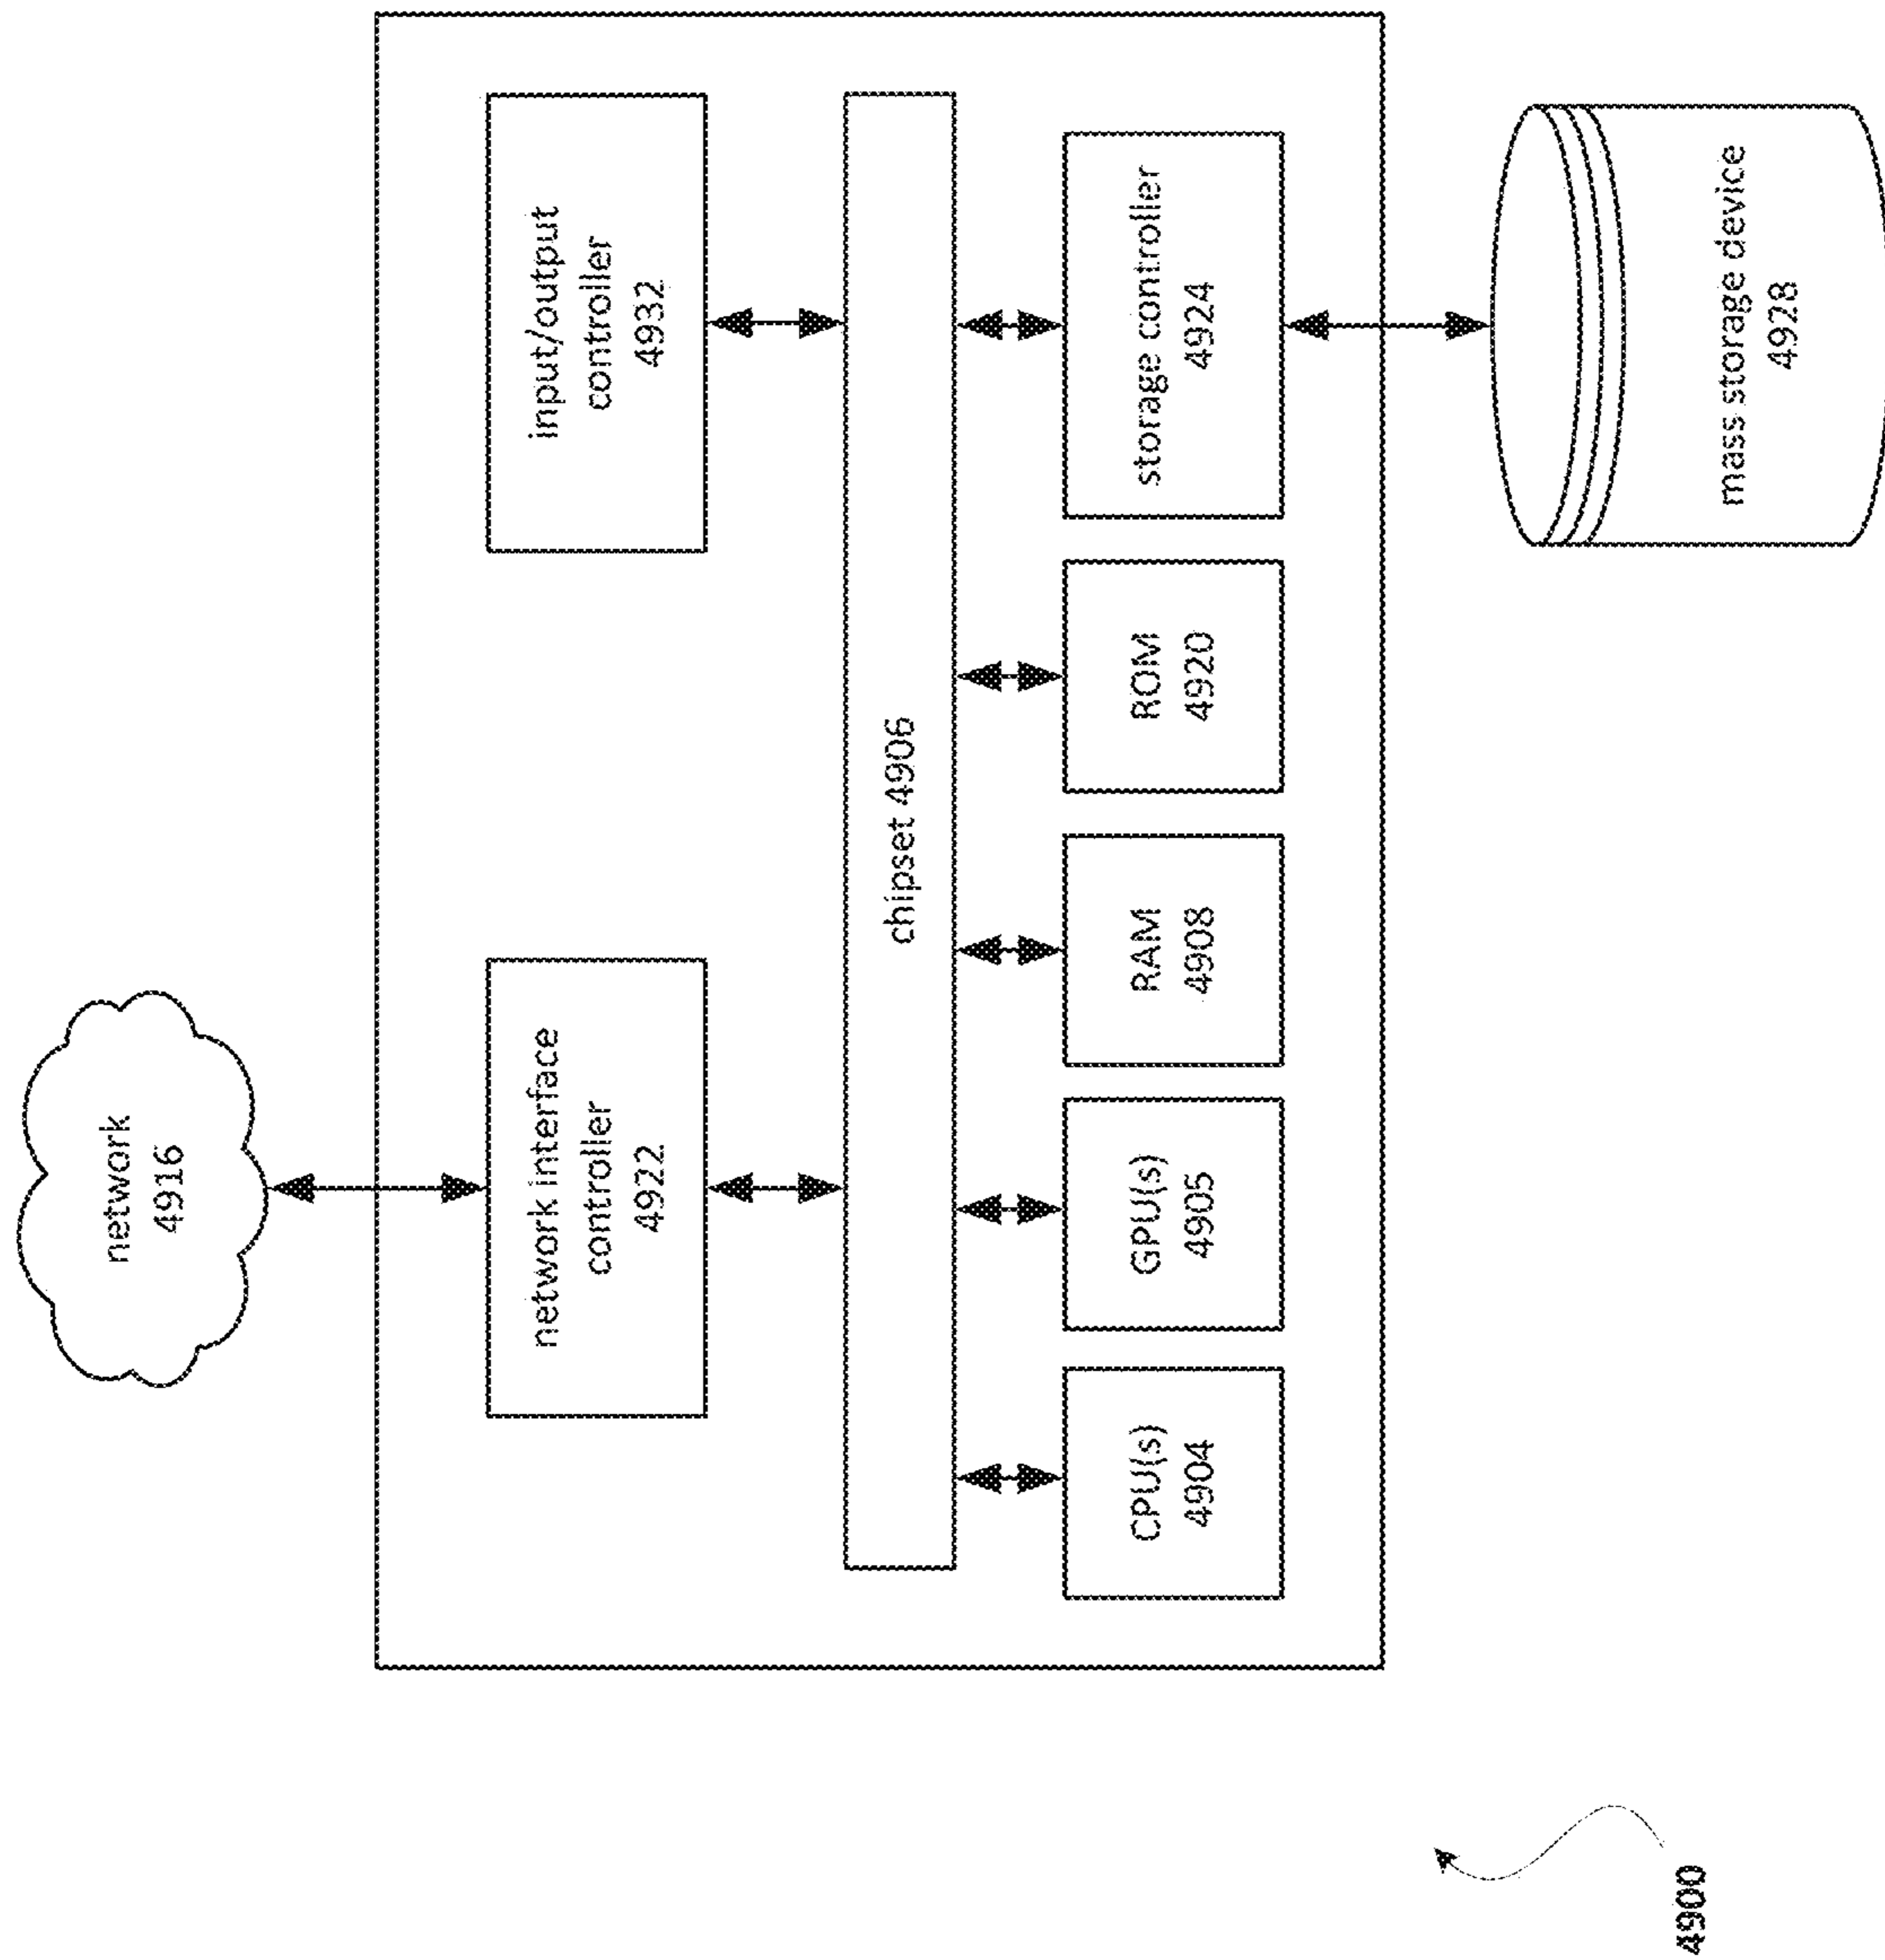 network
4916
network interface
controller
4922
input/output
controller
4932
chipset 4906
CPU(s)
4904
GPU(s)
4905
RAM
4908
ROM
4920
storage controller
4924
mass storage device
4928
4900